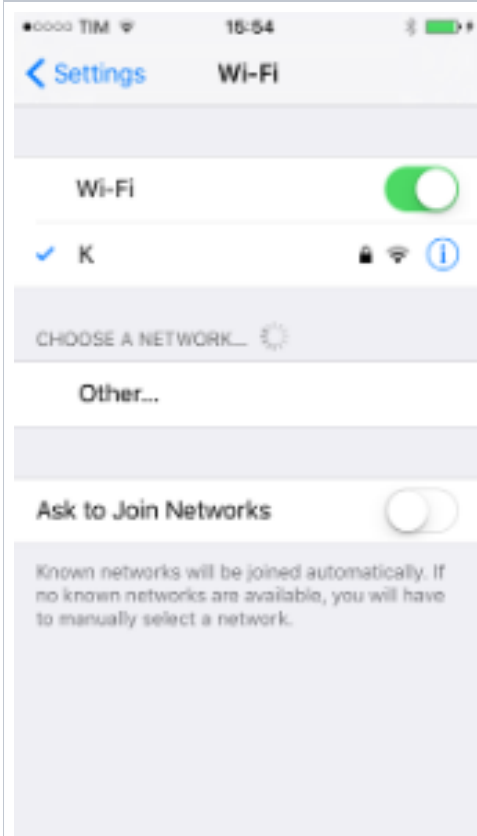 TIM 15:54
Settings Wi-Fi
Wi-Fi
K
CHOOSE A NETWORK...
Other...
Ask to Join Networks
Known networks will be joined automatically. If
no known networks are available, you will have
to manually select a network.